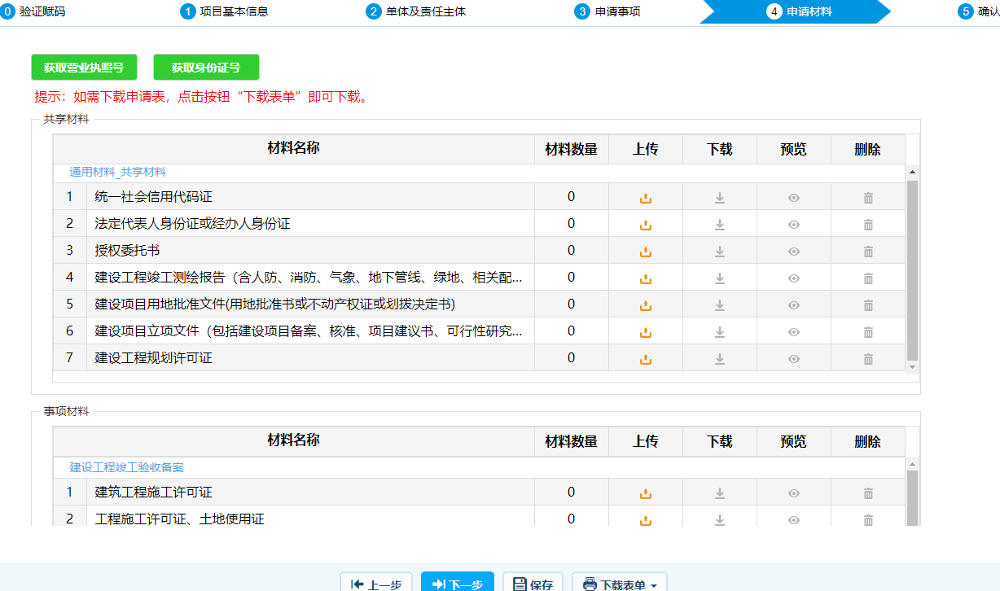 0 验证赋码 1 项目基本信息 2 单体及责任主体 3 申请事项 4 申请材料 5 确认
获取营业执照号 获取身份证号
提示：如需下载申请表，点击按钮“下载表单”即可下载。
共享材料
材料名称 材料数量 上传 下载 预览 删除
通用材料_共享材料
1 统一社会信用代码证 0
2 法定代表人身份证或经办人身份证 0
3 授权委托书 0
4 建设工程竣工测绘报告（含人防、消防、气象、地下管线、绿地、相关配... 0
5 建设项目用地批准文件(用地批准书或不动产权证或划拨决定书) 0
6 建设项目立项文件（包括建设项目备案、核准、项目建议书、可行性研究... 0
7 建设工程规划许可证 0
事项材料
材料名称 材料数量 上传 下载 预览 删除
建设工程竣工验收备案
1 建筑工程施工许可证 0
2 工程施工许可证、土地使用证 0
上一步 下一步 保存 下载表单